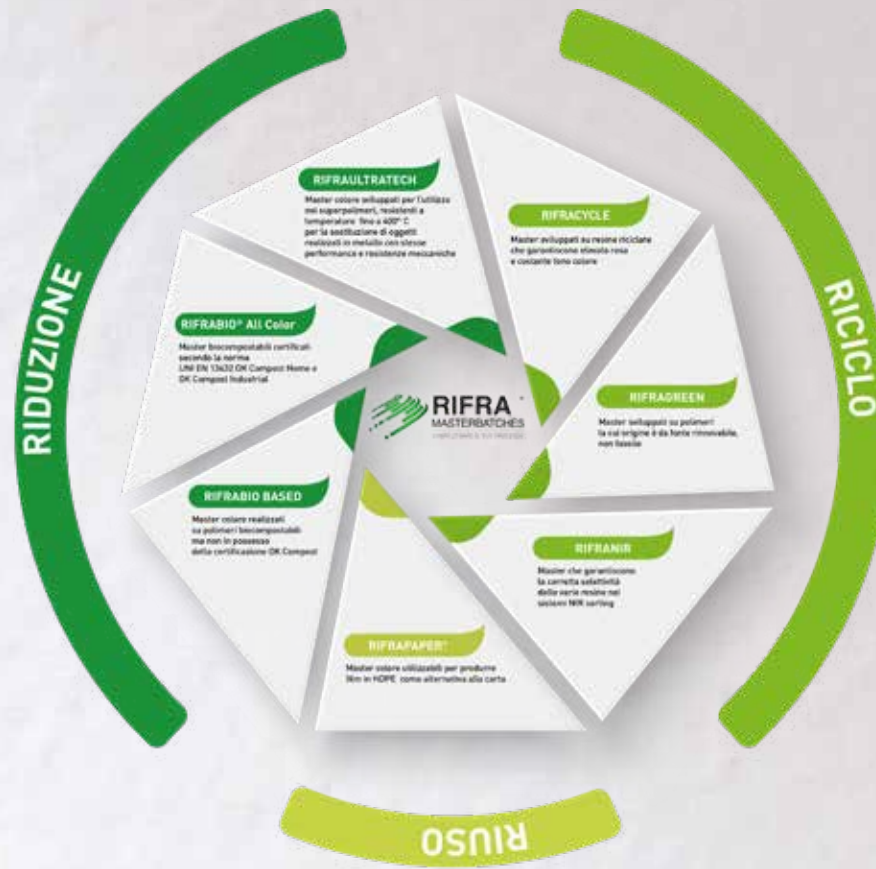 RIDUZIONE
RICICLO
RIUSO
RIFRAULTRATECH
Master colore sviluppati per l'utilizzo
nei superpolimeri, resistenti a
temperature fino a 400° C
per la sostituzione di oggetti
realizzati in metallo con stesse
performance e resistenze meccaniche
RIFRACYCLE
Master sviluppati su resine riciclate
che garantiscono elevata resa
e costante tono colore
RIFRABIO® All Color
Master biocompostabili certificati
secondo la norma
UNI EN 13432 OK Compost Home e
OK Compost Industrial
RIFRAGREEN
Master sviluppati su polimeri
la cui origine è da fonte rinnovabile,
non fossile
RIFRA
MASTERBATCHES
RIFRABIO BASED
Master colore realizzati
su polimeri biocompostabili
ma non in possesso
della certificazione OK Compost
RIFRANIR
Master che garantiscono
la corretta selettività
delle varie resine nei
sistemi NIR sorting
RIFRAPAPER®
Master colore utilizzabili per produrre
film in HDPE come alternativa alla carta